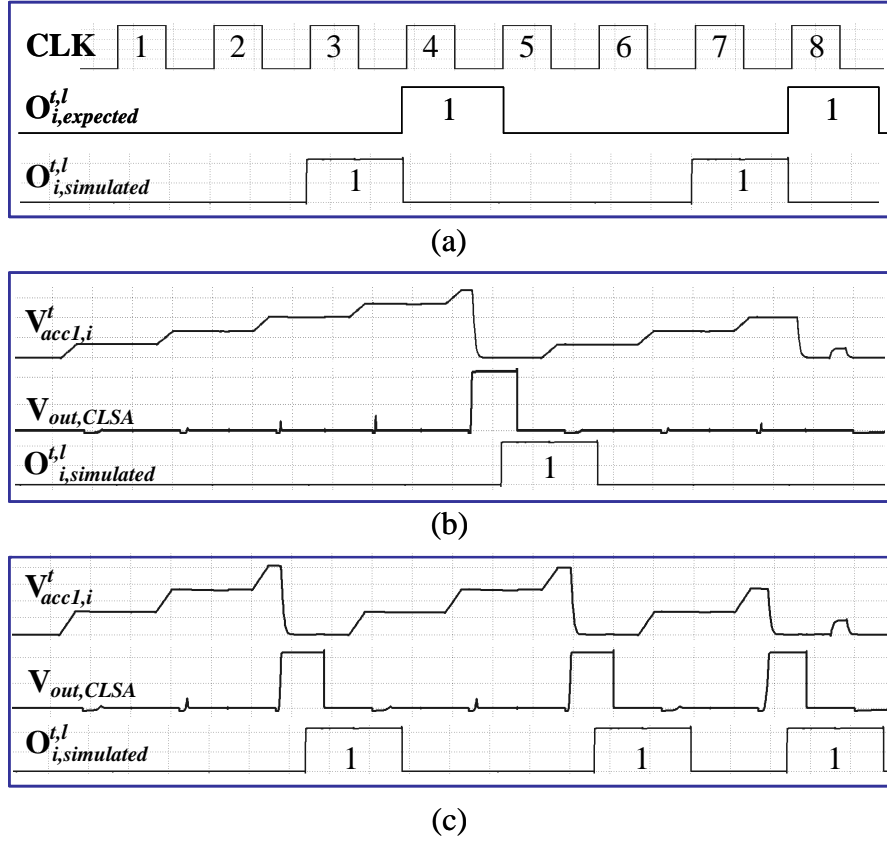 CLK 1 2 3 4 5 6 7 8
O^{t,l}_{i,expected} 1 1
O^{t,l}_{i,simulated} 1 1
(a)
V^{t}_{acc1,i}
V_{out,CLSA}
O^{t,l}_{i,simulated} 1
(b)
V^{t}_{acc1,i}
V_{out,CLSA}
O^{t,l}_{i,simulated} 1 1 1
(c)